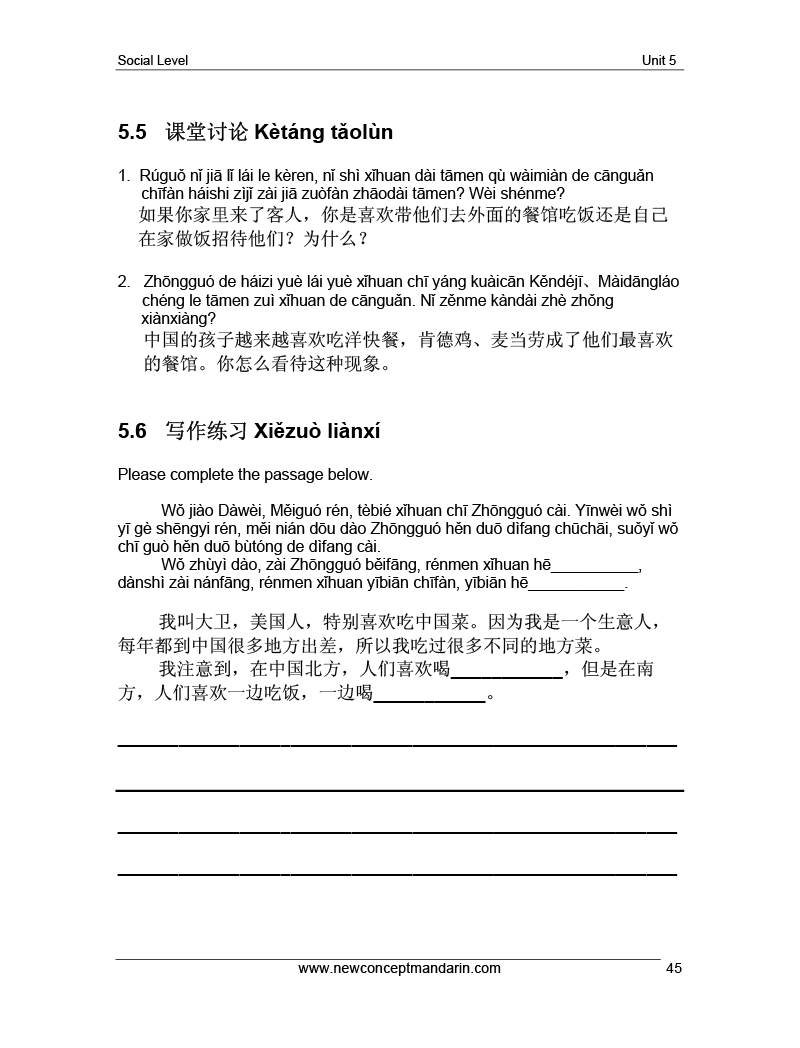 Social Level Unit 5
5.5 课堂讨论 Kètáng tǎolùn
1. Rúguǒ nǐ jiā lǐ lái le kèren, nǐ shì xǐhuan dài tāmen qù wàimiàn de cānguǎn
chīfàn háishi zìjǐ zài jiā zuòfàn zhāodài tāmen? Wèi shénme?
如果你家里来了客人，你是喜欢带他们去外面的餐馆吃饭还是自己
在家做饭招待他们？为什么？
2. Zhōngguó de háizi yuè lái yuè xǐhuan chī yáng kuàicān Kěndéjī、Màidāngláo
chéng le tāmen zuì xǐhuan de cānguǎn. Nǐ zěnme kàndài zhè zhǒng
xiànxiàng?
中国的孩子越来越喜欢吃洋快餐，肯德鸡、麦当劳成了他们最喜欢
的餐馆。你怎么看待这种现象。
5.6 写作练习 Xiězuò liànxí
Please complete the passage below.
Wǒ jiào Dàwèi, Měiguó rén, tèbié xǐhuan chī Zhōngguó cài. Yīnwèi wǒ shì
yī gè shēngyi rén, měi nián dōu dào Zhōngguó hěn duō dìfang chūchāi, suǒyǐ wǒ
chī guò hěn duō bùtóng de dìfang cài.
Wǒ zhùyì dào, zài Zhōngguó běifāng, rénmen xǐhuan hē__________,
dànshì zài nánfāng, rénmen xǐhuan yībiān chīfàn, yībiān hē___________.
我叫大卫，美国人，特别喜欢吃中国菜。因为我是一个生意人，
每年都到中国很多地方出差，所以我吃过很多不同的地方菜。
我注意到，在中国北方，人们喜欢喝___________，但是在南
方，人们喜欢一边吃饭，一边喝___________。
www.newconceptmandarin.com 45